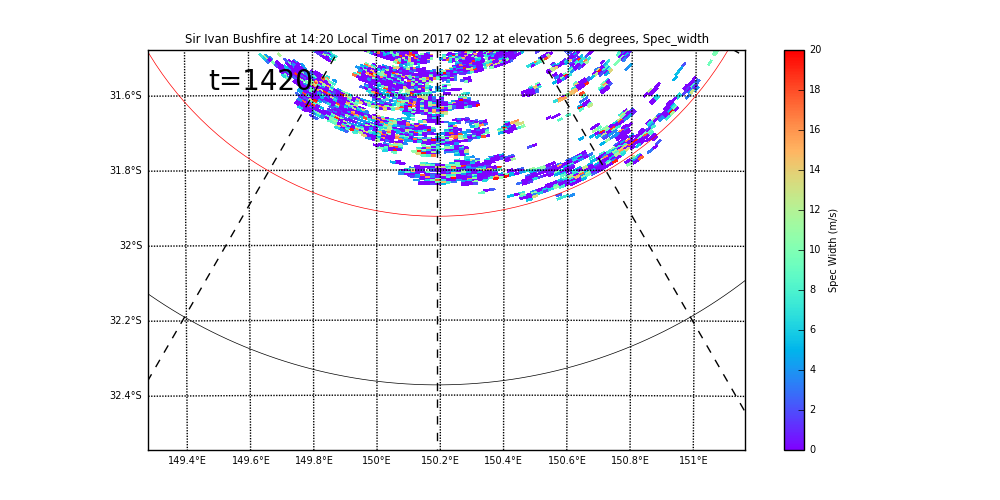 Sir Ivan Bushfire at 14:20 Local Time on 2017 02 12 at elevation 5.6 degrees, Spec_width
t=1420
31.6°S
31.8°S
32°S
32.2°S
32.4°S
149.4°E 149.6°E 149.8°E 150°E 150.2°E 150.4°E 150.6°E 150.8°E 151°E
20
18
16
14
12
10
8
6
4
2
0
Spec Width (m/s)